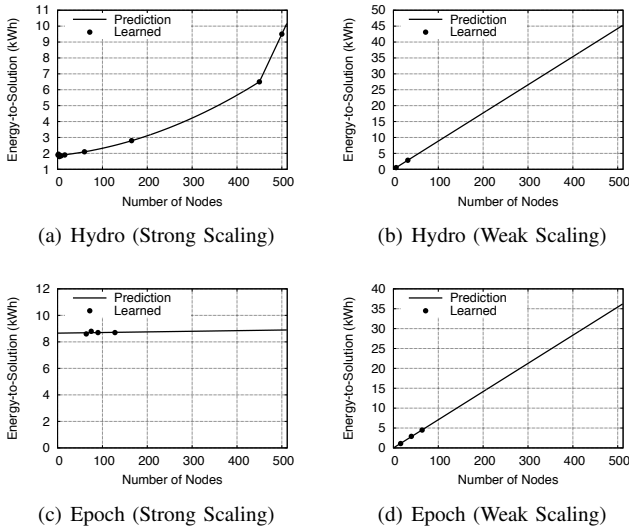 Energy-to-Solution (kWh)
11
10
9
8
7
6
5
4
3
2
1
Prediction
Learned
0 100 200 300 400 500
Number of Nodes
(a) Hydro (Strong Scaling)
Energy-to-Solution (kWh)
50
45
40
35
30
25
20
15
10
5
0
Prediction
Learned
0 100 200 300 400 500
Number of Nodes
(b) Hydro (Weak Scaling)
Energy-to-Solution (kWh)
12
10
8
6
4
2
0
Prediction
Learned
0 100 200 300 400 500
Number of Nodes
(c) Epoch (Strong Scaling)
Energy-to-Solution (kWh)
40
35
30
25
20
15
10
5
0
Prediction
Learned
0 100 200 300 400 500
Number of Nodes
(d) Epoch (Weak Scaling)